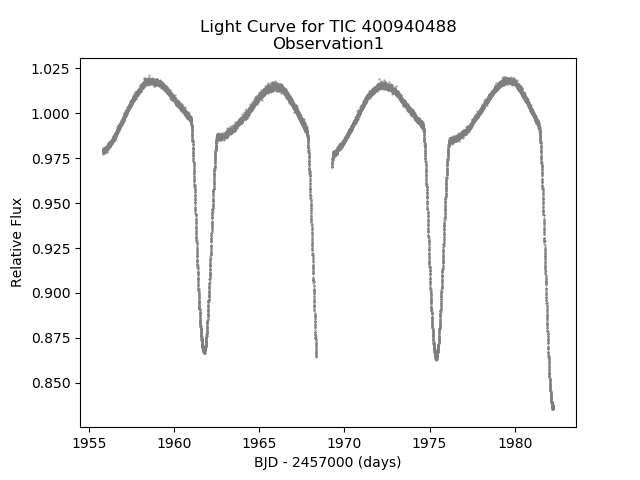 Light Curve for TIC 400940488
Observation1
1.025
1.000
0.975
0.950
0.925
0.900
0.875
0.850
Relative Flux
1955 1960 1965 1970 1975 1980
BJD - 2457000 (days)